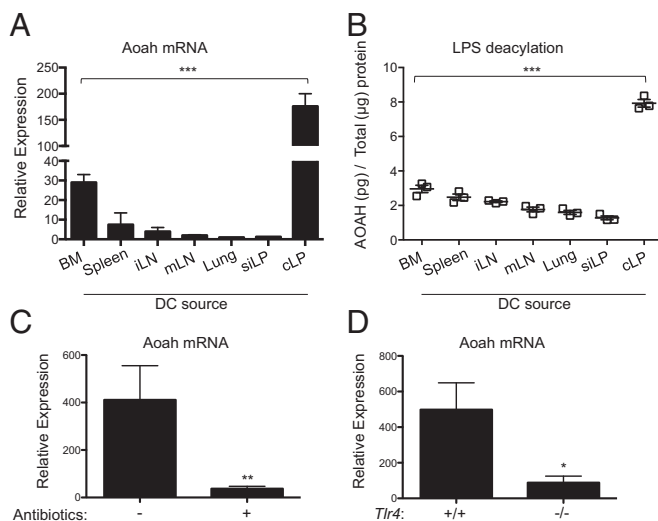 A
Aoah mRNA
***
Relative Expression
250
200
150
100
50
40
30
20
10
0
BM Spleen iLN mLN Lung siLP cLP
DC source
B
LPS deacylation
***
AOAH (pg) / Total (µg) protein
10
8
6
4
2
0
BM Spleen iLN mLN Lung siLP cLP
DC source
C
Aoah mRNA
Relative Expression
600
400
200
0
**
Antibiotics: - +
D
Aoah mRNA
Relative Expression
800
600
400
200
0
*
Tlr4: +/+ -/-